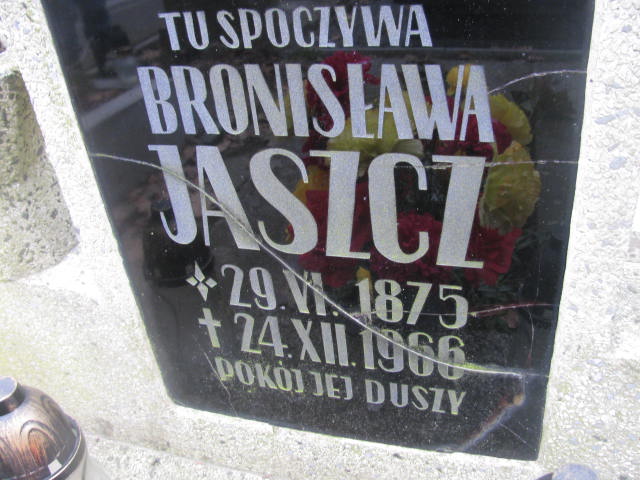 TU SPOCZYWA
BRONISŁAWA
JASZCZ
29.VI.1875
✝ 24.XII.1966
POKÓJ JEJ DUSZY